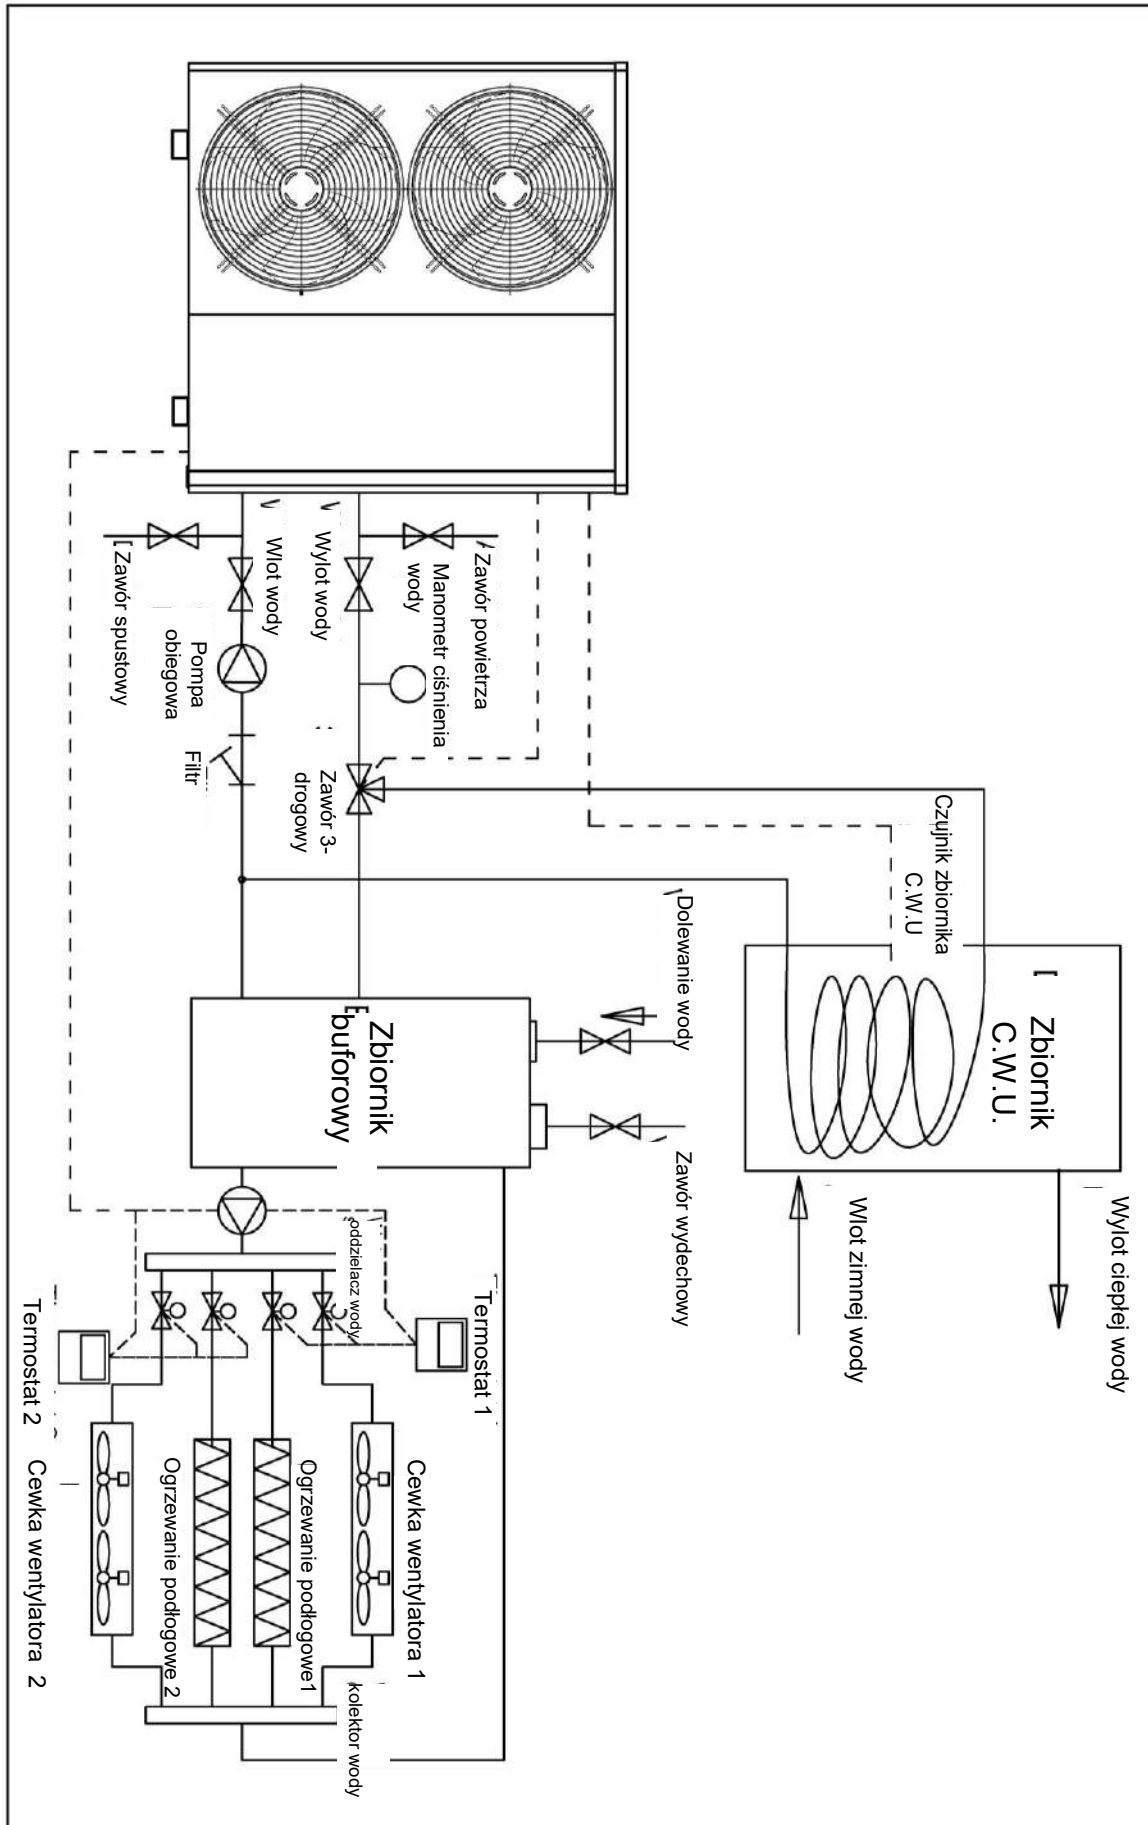 Zawór powietrza
Manometr ciśnienia
wody
Wylot wody
Wlot wody
Zawór spustowy
Pompa
obiegowa
Filtr
Zawór 3-
drogowy
Czujnik zbiornika
C.W.U
Zbiornik
C.W.U.
Dolewanie wody
Zbiornik
buforowy
Zawór wydechowy
Wlot zimnej wody
Wylot ciepłej wody
oddzielacz wody
Termostat 1
Termostat 2
Cewka wentylatora 1
Ogrzewanie podłogowe1
Ogrzewanie podłogowe 2
Cewka wentylatora 2
kolektor wody